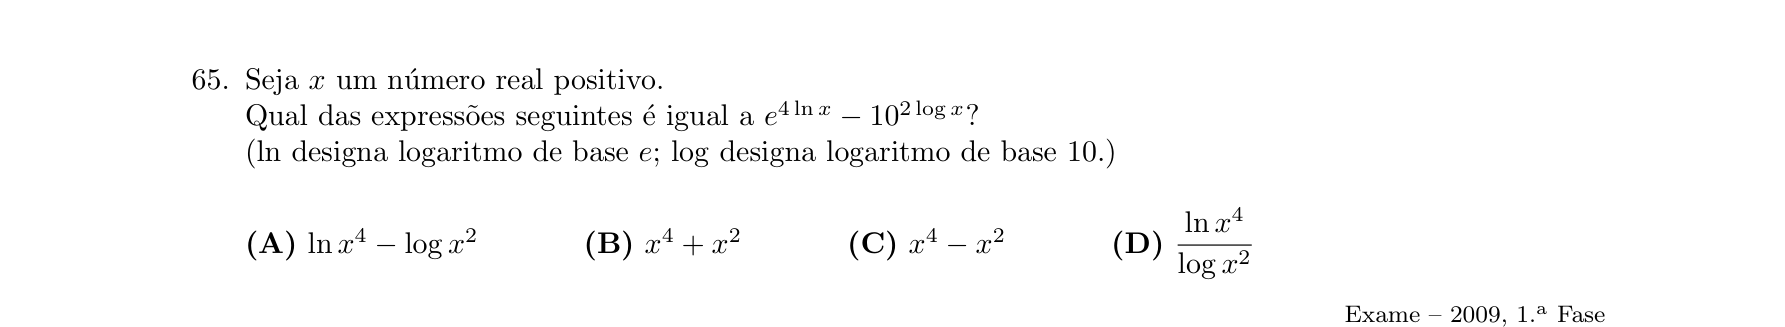 65. Seja x um número real positivo.
Qual das expressões seguintes é igual a $e^{4 \ln x} - 10^{2 \log x}$?
(ln designa logaritmo de base e; log designa logaritmo de base 10.)
(A) $\ln x^4 - \log x^2$ (B) $x^4 + x^2$ (C) $x^4 - x^2$ (D) $\frac{\ln x^4}{\log x^2}$
Exame – 2009, 1.ª Fase